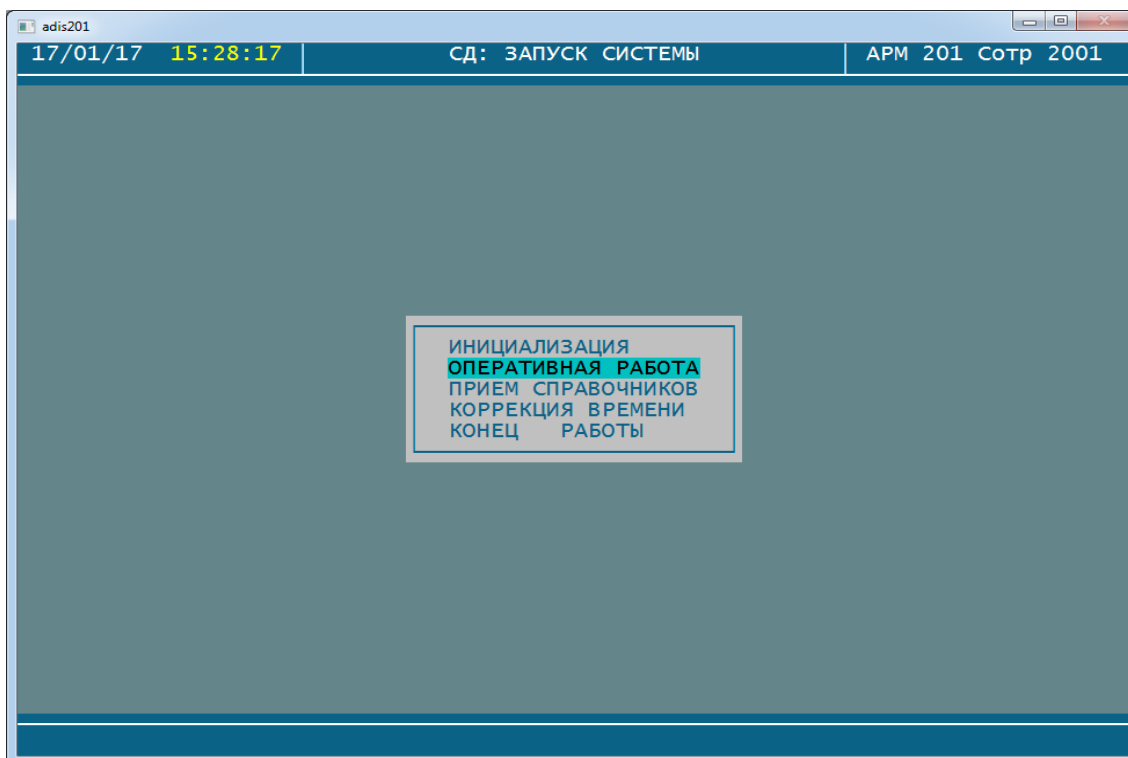 adis201
17/01/17 15:28:17 СД: ЗАПУСК СИСТЕМЫ АРМ 201 Сотр 2001
ИНИЦИАЛИЗАЦИЯ
ОПЕРАТИВНАЯ РАБОТА
ПРИЕМ СПРАВОЧНИКОВ
КОРРЕКЦИЯ ВРЕМЕНИ
КОНЕЦ РАБОТЫ